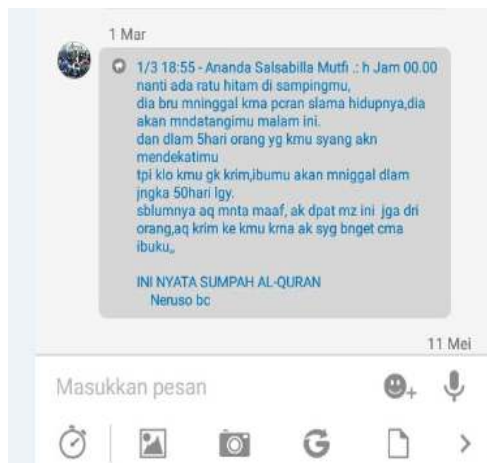 1 Mar
1/3 18:55 - Ananda Salsabilla Mutfi .: h Jam 00.00
nanti ada ratu hitam di sampingmu,
dia bru mninggal krna pcran slama hidupnya,dia
akan mndatangimu malam ini.
dan dlam 5hari orang yg kmu syang akn
mendekatimu
tpi klo kmu gk krim,ibumu akan mniggal dlam
jngka 50hari lgy.
sblumnya aq mnta maaf, ak dpat mz ini  jga dri
orang,aq krim ke kmu krna ak syg bnget cma
ibuku,,
INI NYATA SUMPAH AL-QURAN
Neruso bc
11 Mei
Masukkan pesan